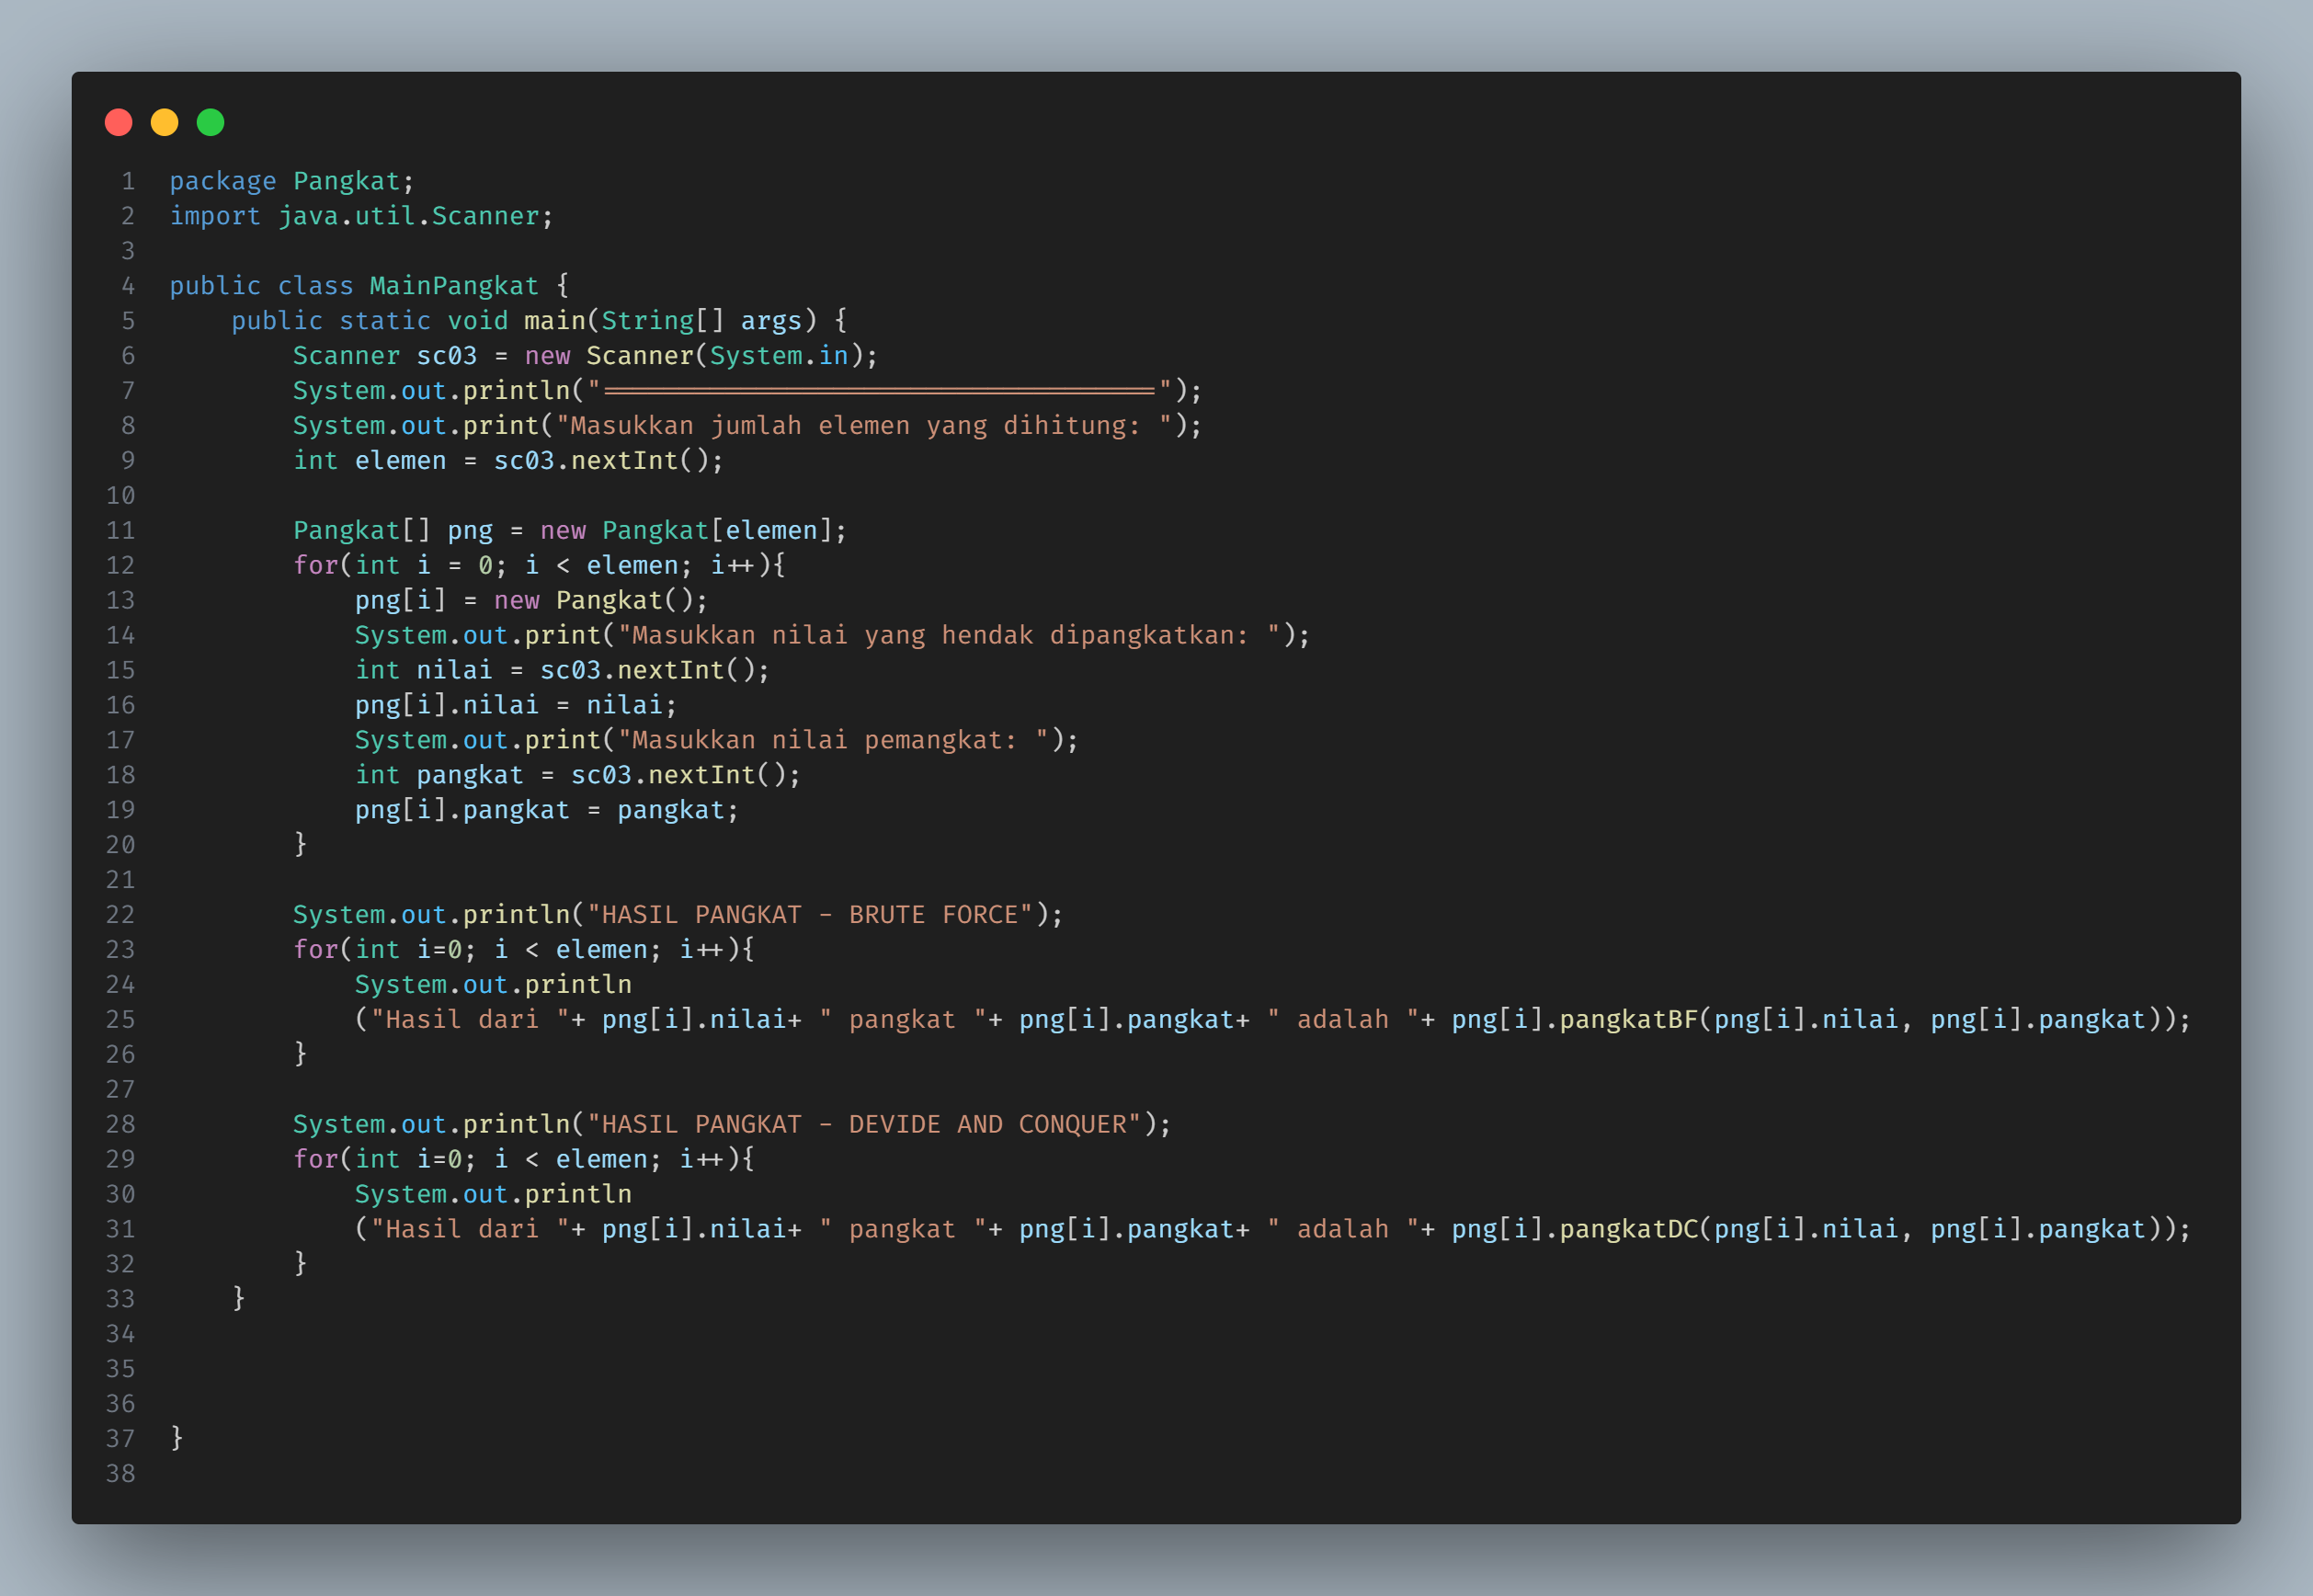 1 package Pangkat;
2 import java.util.Scanner;
3
4 public class MainPangkat {
5     public static void main(String[] args) {
6         Scanner sc03 = new Scanner(System.in);
7         System.out.println("====================================");
8         System.out.print("Masukkan jumlah elemen yang dihitung: ");
9         int elemen = sc03.nextInt();
10
11         Pangkat[] png = new Pangkat[elemen];
12         for(int i = 0; i < elemen; i++){
13             png[i] = new Pangkat();
14             System.out.print("Masukkan nilai yang hendak dipangkatkan: ");
15             int nilai = sc03.nextInt();
16             png[i].nilai = nilai;
17             System.out.print("Masukkan nilai pemangkat: ");
18             int pangkat = sc03.nextInt();
19             png[i].pangkat = pangkat;
20         }
21
22         System.out.println("HASIL PANGKAT - BRUTE FORCE");
23         for(int i=0; i < elemen; i++){
24             System.out.println
25             ("Hasil dari "+ png[i].nilai+ " pangkat "+ png[i].pangkat+ " adalah "+ png[i].pangkatBF(png[i].nilai, png[i].pangkat));
26         }
27
28         System.out.println("HASIL PANGKAT - DEVIDE AND CONQUER");
29         for(int i=0; i < elemen; i++){
30             System.out.println
31             ("Hasil dari "+ png[i].nilai+ " pangkat "+ png[i].pangkat+ " adalah "+ png[i].pangkatDC(png[i].nilai, png[i].pangkat));
32         }
33     }
34
35
36
37 }
38